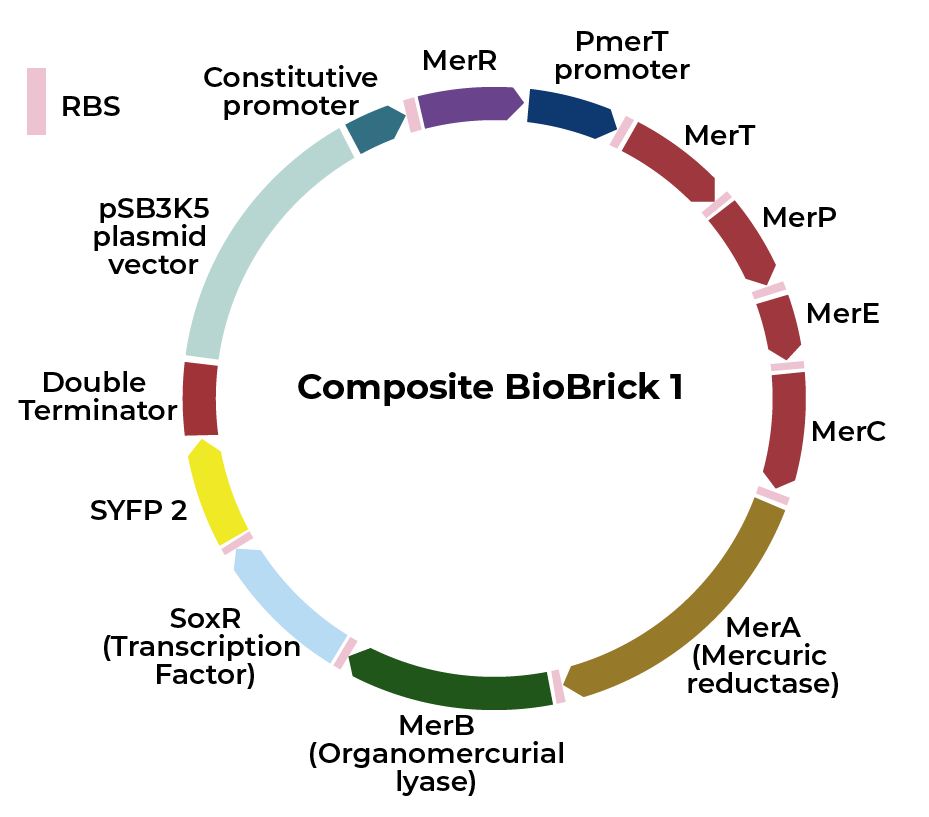 RBS
Constitutive
promoter
MerR
PmerT
promoter
MerT
MerP
MerE
MerC
MerA
(Mercuric
reductase)
MerB
(Organomercurial
lyase)
SoxR
(Transcription
Factor)
SYFP 2
Double
Terminator
pSB3K5
plasmid
vector
Composite BioBrick 1